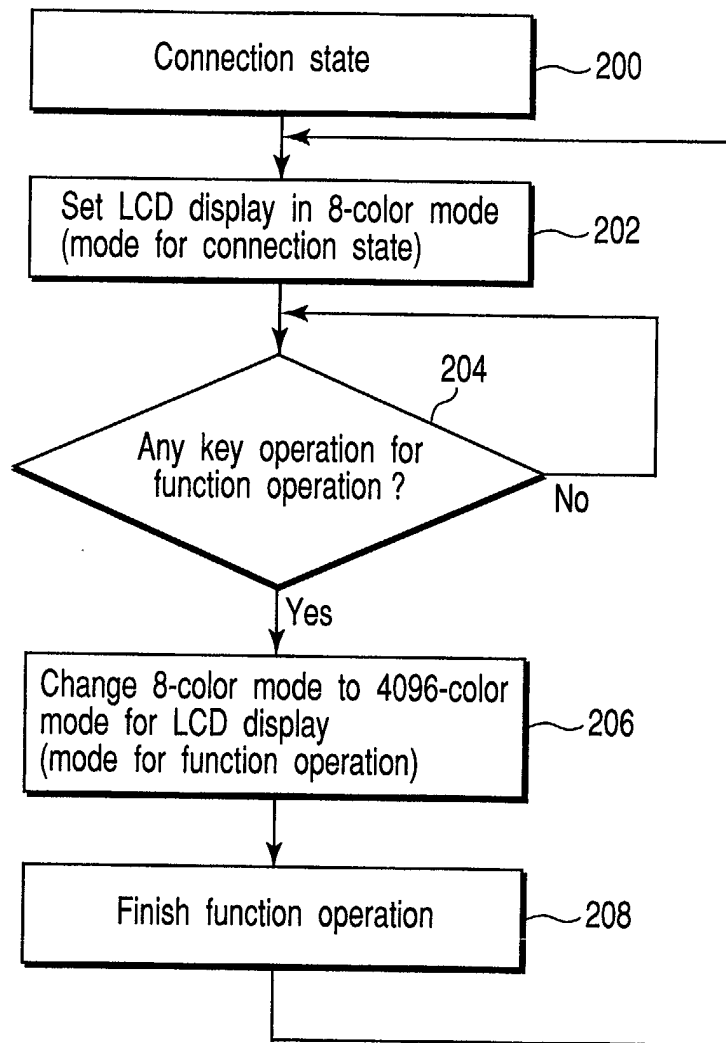 Connection state
200
Set LCD display in 8-color mode
(mode for connection state)
202
204
Any key operation for
function operation ?
No
Yes
Change 8-color mode to 4096-color
mode for LCD display
(mode for function operation)
206
Finish function operation
208